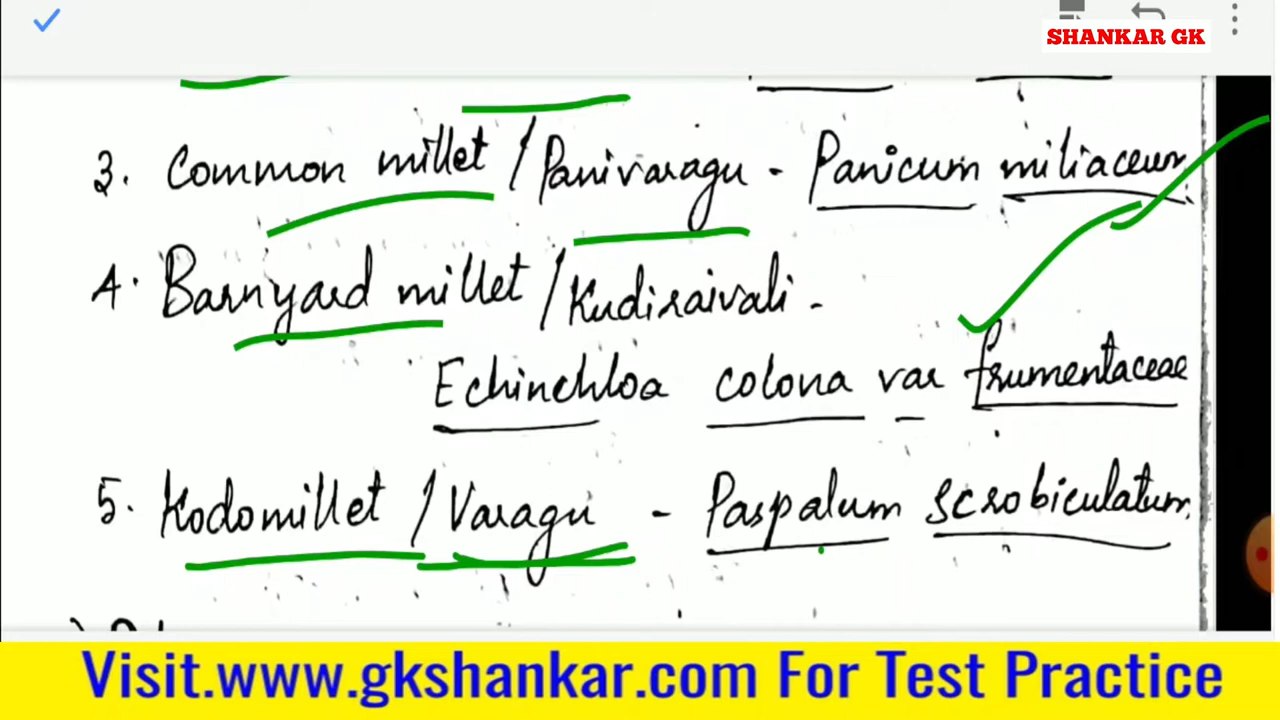 SHANKAR GK
3. Common millet / Panivaragu - Panicum miliaceum
4. Barnyard millet / Kudiraivali -
Echinchloa colona var frumentaceae
5. Kodomillet / Varagu - Paspalum scrobiculatum.
Visit.www.gkshankar.com For Test Practice